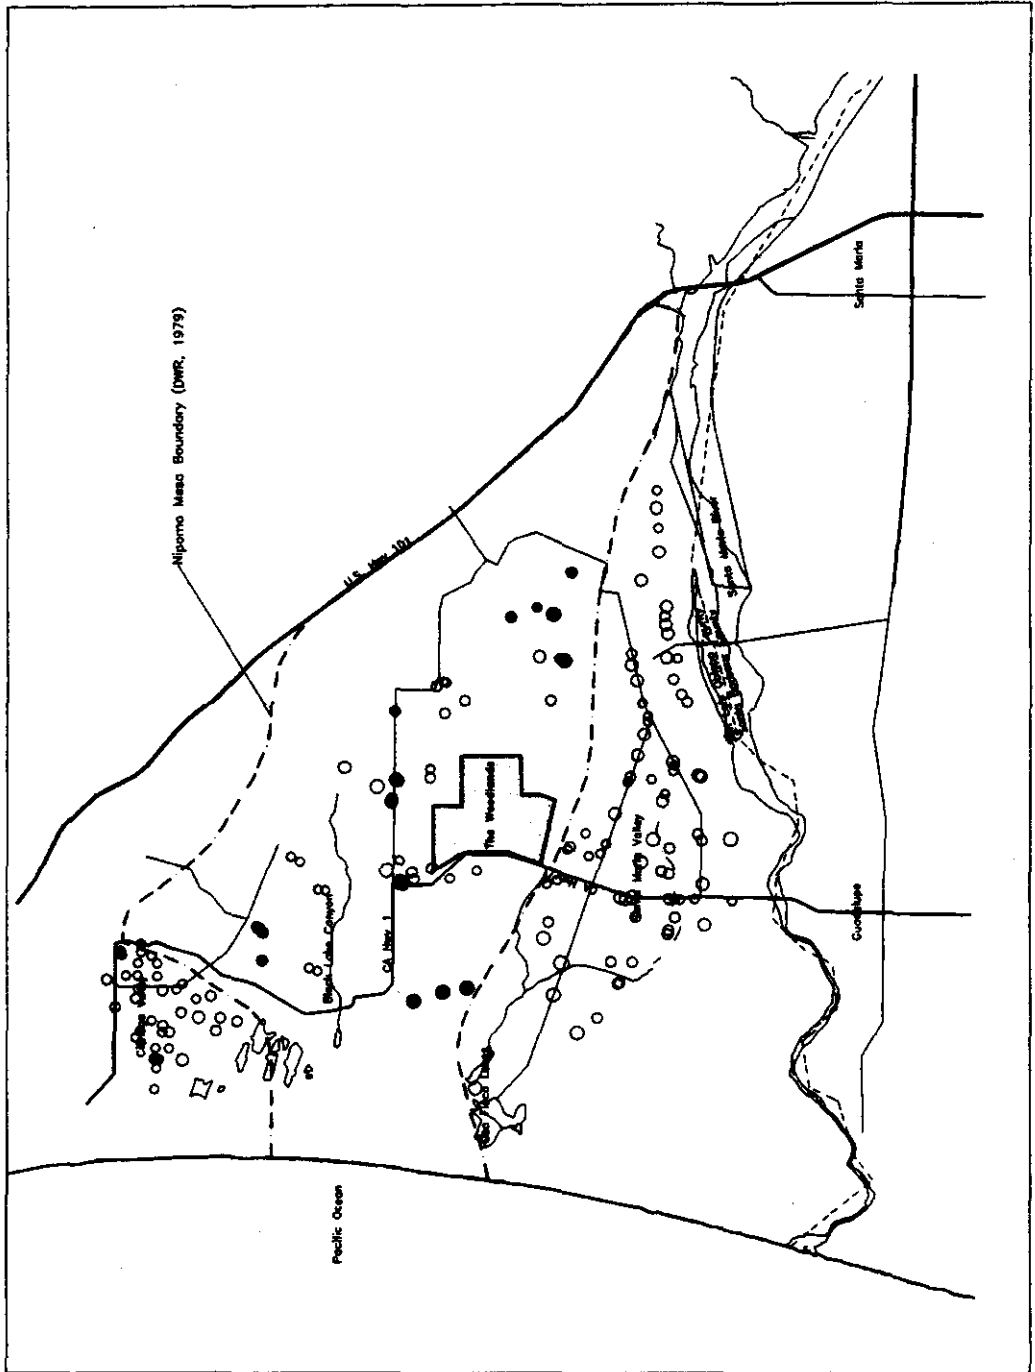 Nipomo Mesa Boundary (DWR, 1979)
U.S. Hwy 101
Santa Maria
Santa Maria River
The Woodlands
Santa Maria Valley
Black Lake Canyon
CA Hwy 1
Guadalupe
Pacific Ocean